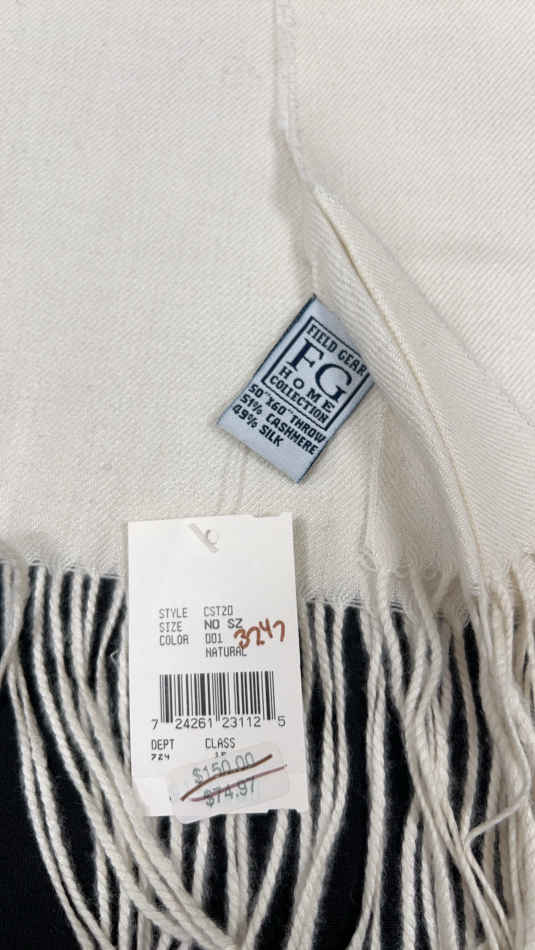 FIELD GEAR
FG
HOME
COLLECTION
50"X60" THROW
51% CASHMERE
49% SILK
STYLE CST20
SIZE NO SZ
COLOR 001
NATURAL
3747
7 24261 23112 5
DEPT CLASS
$150.00
$74.97